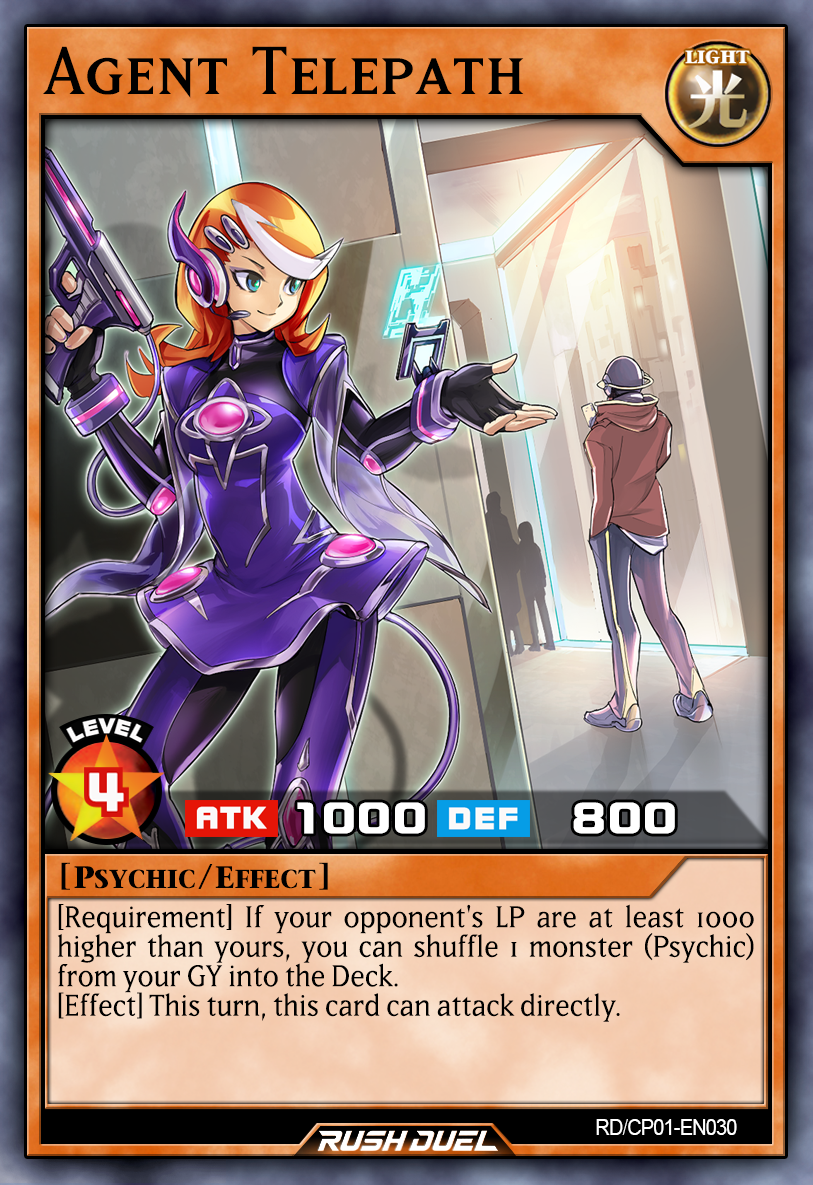 Agent Telepath
LIGHT
光
LEVEL
4
ATK 1000 DEF 800
[Psychic/Effect]
[Requirement] If your opponent's LP are at least 1000
higher than yours, you can shuffle 1 monster (Psychic)
from your GY into the Deck.
[Effect] This turn, this card can attack directly.
RUSH DUEL
RD/CP01-EN030